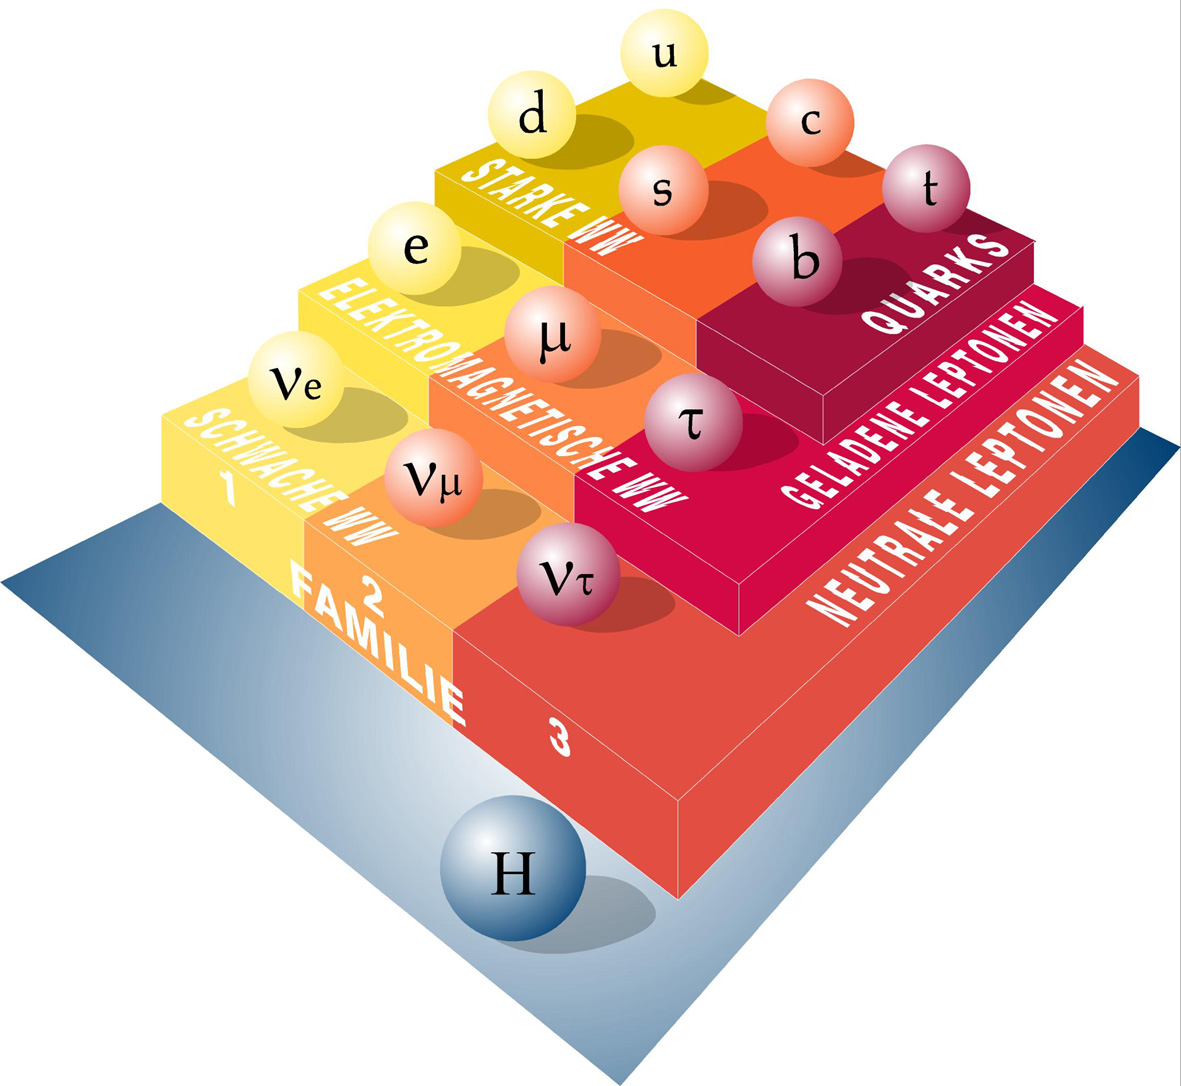 u
d
c
s
t
b
STARKE WW
QUARKS
e
μ
τ
ELEKTROMAGNETISCHE WW
GELADENE LEPTONEN
νe
νμ
ντ
SCHWACHE WW
NEUTRALE LEPTONEN
1
2
3
FAMILIE
H